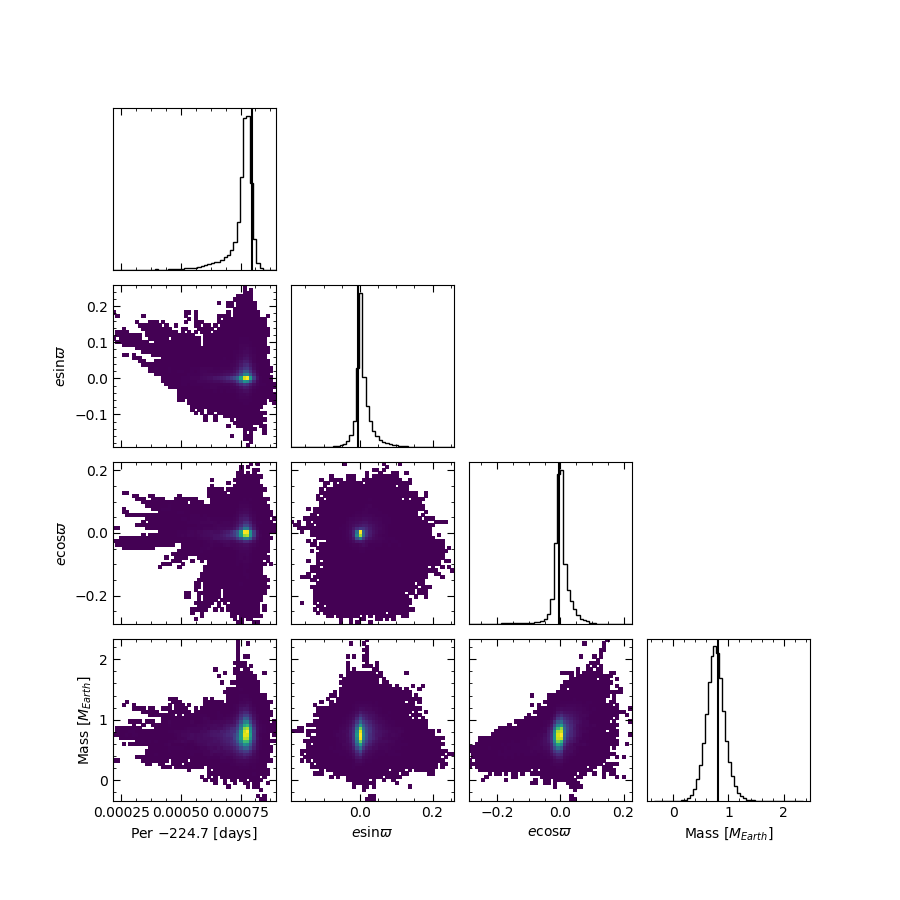 0.2
0.1
0.0
−0.1
esinϖ
0.2
0.0
−0.2
ecosϖ
2
1
0
Mass [M_Earth]
0.00025 0.00050 0.00075
Per −224.7 [days]
0.0 0.2
esinϖ
−0.2 0.0 0.2
ecosϖ
0 1 2
Mass [M_Earth]